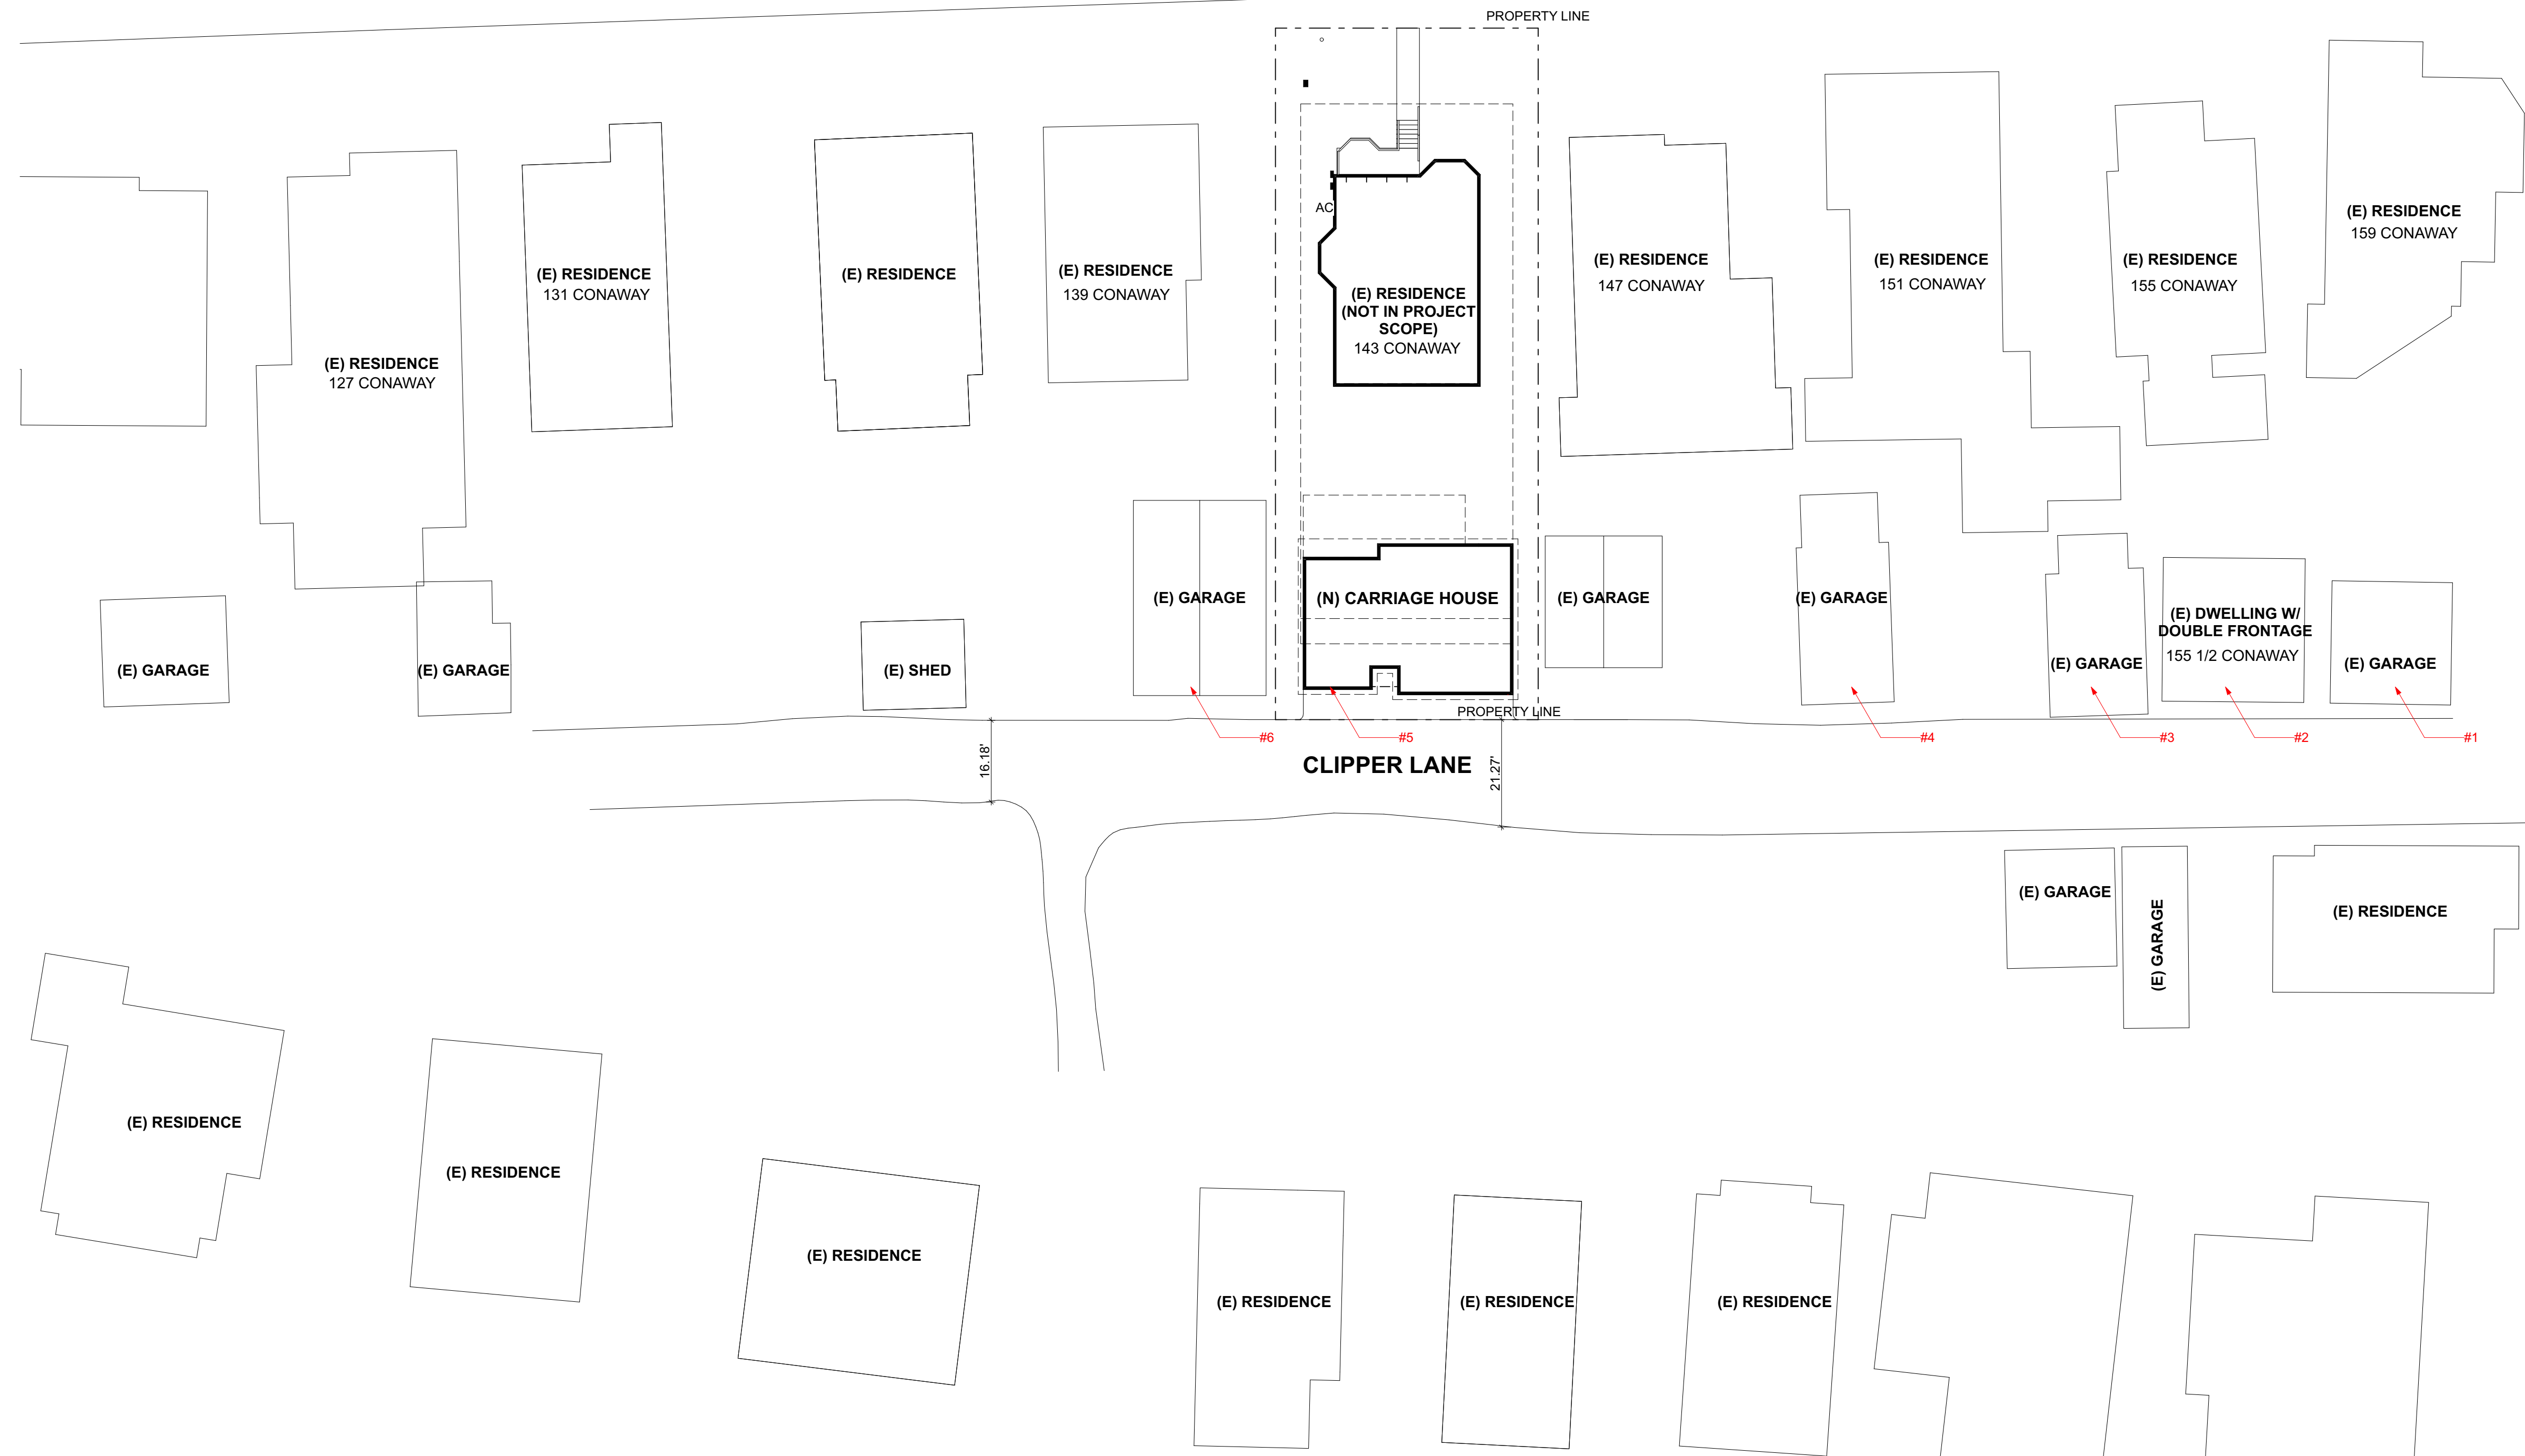 PROPERTY LINE
AC
(E) RESIDENCE
159 CONAWAY
(E) RESIDENCE
131 CONAWAY
(E) RESIDENCE
(E) RESIDENCE
139 CONAWAY
(E) RESIDENCE
(NOT IN PROJECT
SCOPE)
143 CONAWAY
(E) RESIDENCE
147 CONAWAY
(E) RESIDENCE
151 CONAWAY
(E) RESIDENCE
155 CONAWAY
(E) RESIDENCE
127 CONAWAY
(E) GARAGE
(E) GARAGE
(E) SHED
(E) GARAGE
(N) CARRIAGE HOUSE
(E) GARAGE
(E) GARAGE
(E) GARAGE
(E) DWELLING W/
DOUBLE FRONTAGE
155 1/2 CONAWAY
(E) GARAGE
PROPERTY LINE
#6
#5
#4
#3
#2
#1
16.18'
CLIPPER LANE
21.27'
(E) GARAGE
(E) GARAGE
(E) RESIDENCE
(E) RESIDENCE
(E) RESIDENCE
(E) RESIDENCE
(E) RESIDENCE
(E) RESIDENCE
(E) RESIDENCE